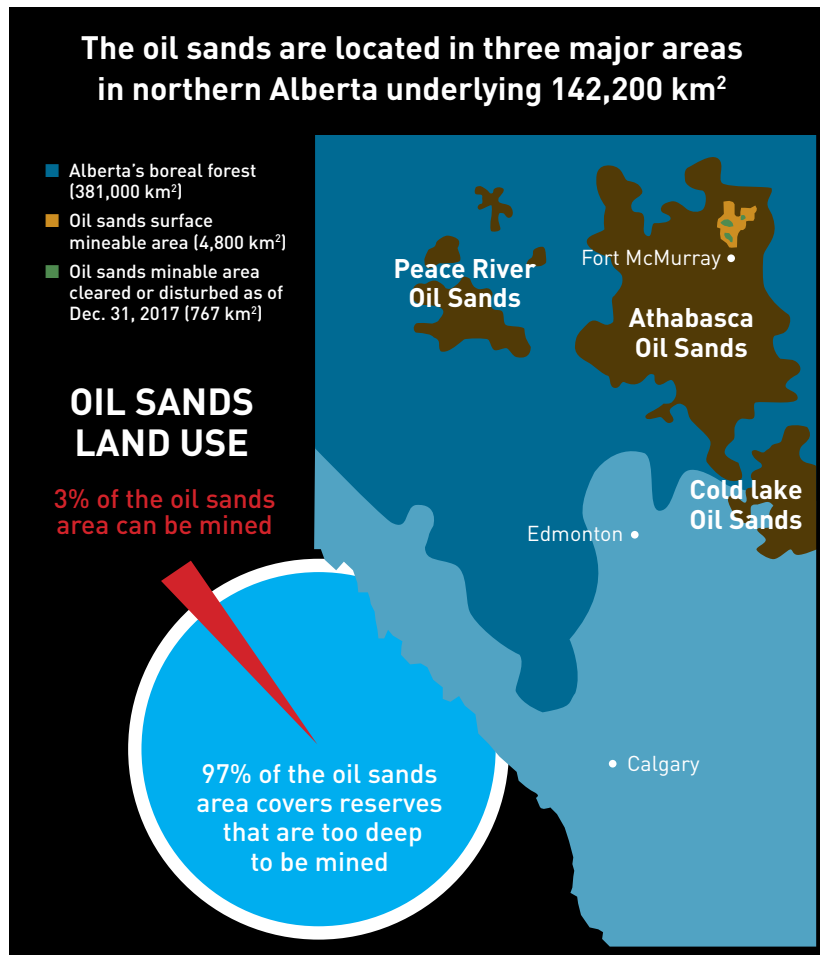 The oil sands are located in three major areas
in northern Alberta underlying 142,200 km²
Alberta's boreal forest
(381,000 km²)
Oil sands surface
mineable area (4,800 km²)
Oil sands minable area
cleared or disturbed as of
Dec. 31, 2017 (767 km²)
OIL SANDS
LAND USE
3% of the oil sands
area can be mined
97% of the oil sands
area covers reserves
that are too deep
to be mined
Peace River
Oil Sands
Fort McMurray
Athabasca
Oil Sands
Cold lake
Oil Sands
Edmonton
Calgary